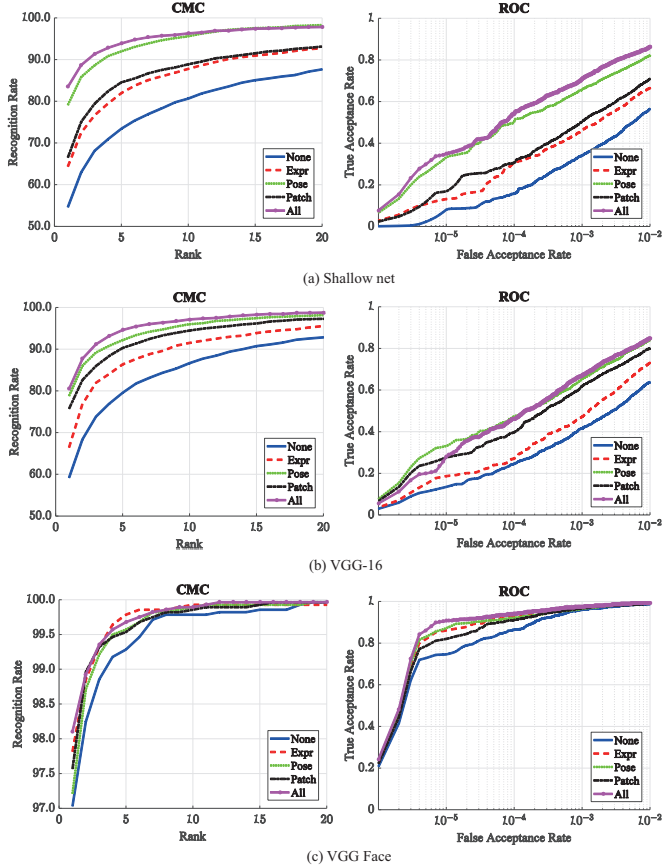 CMC
Recognition Rate
100.0
90.0
80.0
70.0
60.0
50.0
0 5 10 15 20
Rank
None
Expr
Pose
Patch
All
ROC
True Acceptance Rate
1
0.8
0.6
0.4
0.2
0
10⁻⁵ 10⁻⁴ 10⁻³ 10⁻²
False Acceptance Rate
None
Expr
Pose
Patch
All
(a) Shallow net
CMC
Recognition Rate
100.0
90.0
80.0
70.0
60.0
50.0
0 5 10 15 20
Rank
None
Expr
Pose
Patch
All
ROC
True Acceptance Rate
1
0.8
0.6
0.4
0.2
0
10⁻⁵ 10⁻⁴ 10⁻³ 10⁻²
False Acceptance Rate
None
Expr
Pose
Patch
All
(b) VGG-16
CMC
Recognition Rate
100.0
99.5
99.0
98.5
98.0
97.5
97.0
0 5 10 15 20
Rank
None
Expr
Pose
Patch
All
ROC
True Acceptance Rate
1
0.8
0.6
0.4
0.2
0
10⁻⁵ 10⁻⁴ 10⁻³ 10⁻²
False Acceptance Rate
None
Expr
Pose
Patch
All
(c) VGG Face